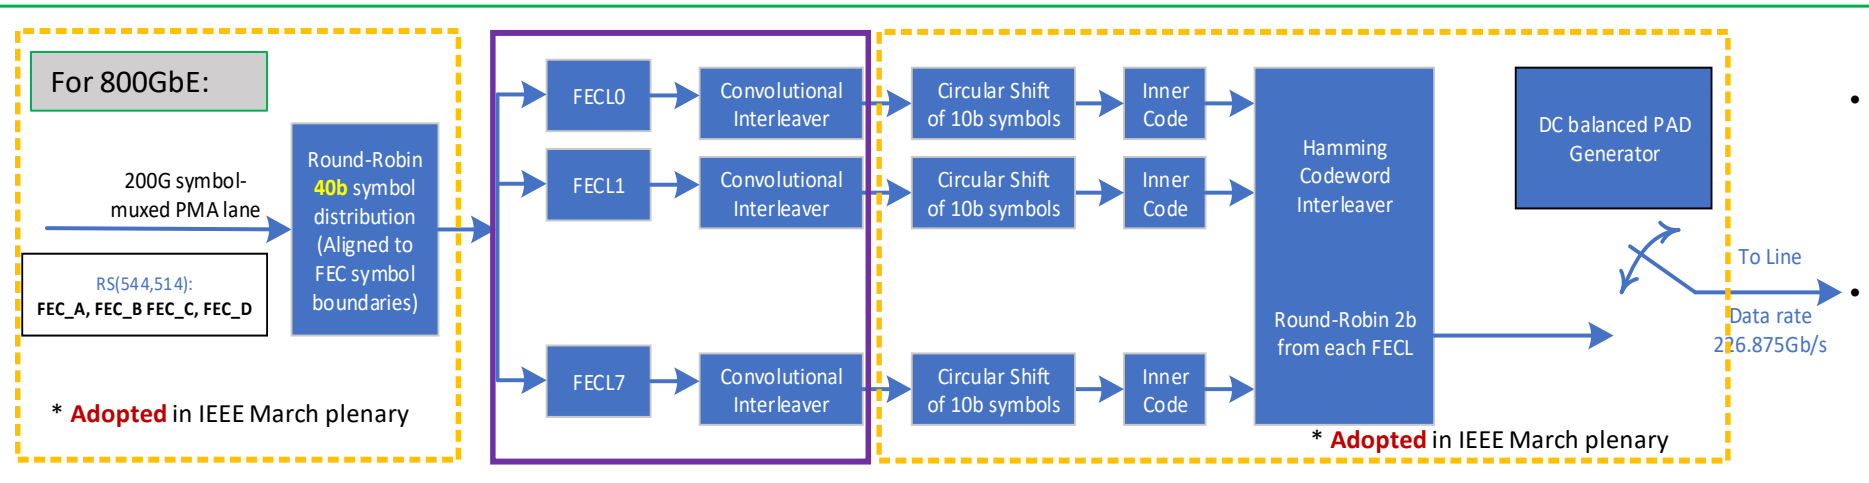 For 800GbE:
200G symbol-
muxed PMA lane
RS(544,514):
FEC_A, FEC_B FEC_C, FEC_D
* Adopted in IEEE March plenary
Round-Robin
40b symbol
distribution
(Aligned to
FEC symbol
boundaries)
FECL0
Convolutional
Interleaver
Circular Shift
of 10b symbols
Inner
Code
FECL1
Convolutional
Interleaver
Circular Shift
of 10b symbols
Inner
Code
FECL7
Convolutional
Interleaver
Circular Shift
of 10b symbols
Inner
Code
Hamming
Codeword
Interleaver
Round-Robin 2b
from each FECL
DC balanced PAD
Generator
To Line
Data rate
226.875Gb/s
* Adopted in IEEE March plenary
•
•